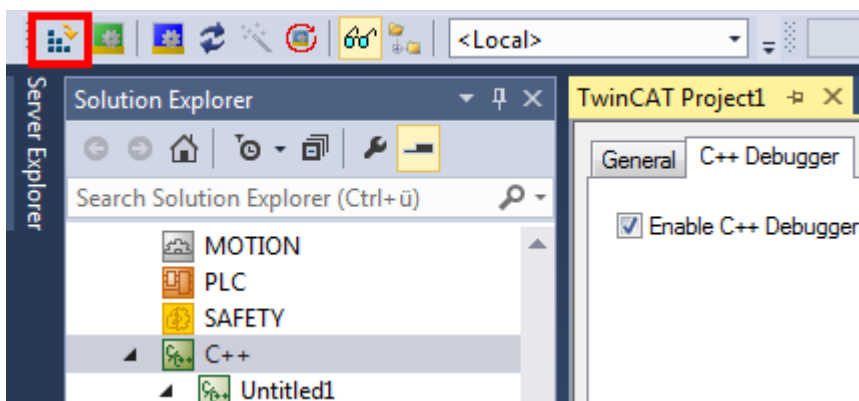 <Local>
Server Explorer
Solution Explorer
TwinCAT Project1
General
C++ Debugger
Search Solution Explorer (Ctrl+ü)
Enable C++ Debugger
MOTION
PLC
SAFETY
C++
Untitled1